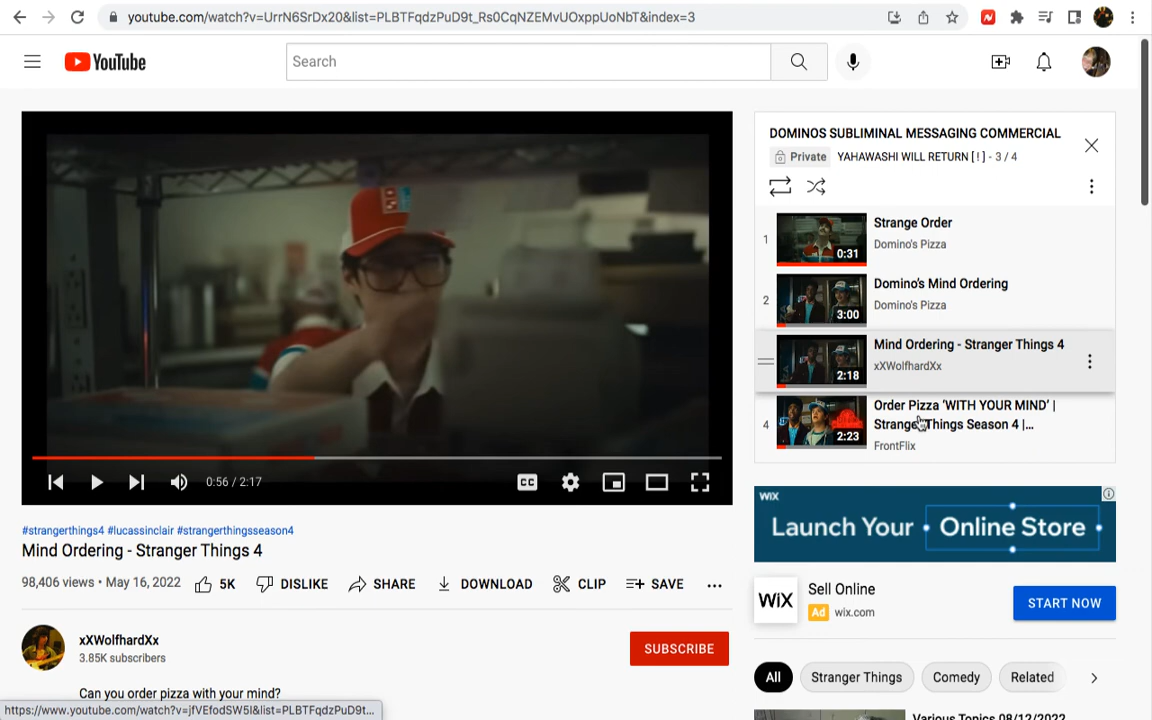 youtube.com/watch?v=UrrN6SrDx20&list=PLBTFqdzPuD9t_Rs0CqNZEMvUOxppUoNbT&index=3
YouTube
Search
DOMINOS SUBLIMINAL MESSAGING COMMERCIAL
Private YAHAWASHI WILL RETURN [ ! ] - 3 / 4
1
Strange Order
Domino's Pizza
0:31
2
Domino's Mind Ordering
Domino's Pizza
3:00
Mind Ordering - Stranger Things 4
xXWolfhardXx
2:18
4
Order Pizza 'WITH YOUR MIND' |
Strange Things Season 4 |...
FrontFlix
2:23
0:56 / 2:17
CC
WIX
Launch Your Online Store
#strangerthings4 #lucassinclair #strangerthingsseason4
Mind Ordering - Stranger Things 4
98,406 views • May 16, 2022
5K DISLIKE SHARE DOWNLOAD CLIP SAVE
WIX
Sell Online
Ad wix.com
START NOW
xXWolfhardXx
3.85K subscribers
SUBSCRIBE
All Stranger Things Comedy Related
Can you order pizza with your mind?
https://www.youtube.com/watch?v=jfVEfodSW5I&list=PLBTFqdzPuD9t...
Various Topics 08/12/2022